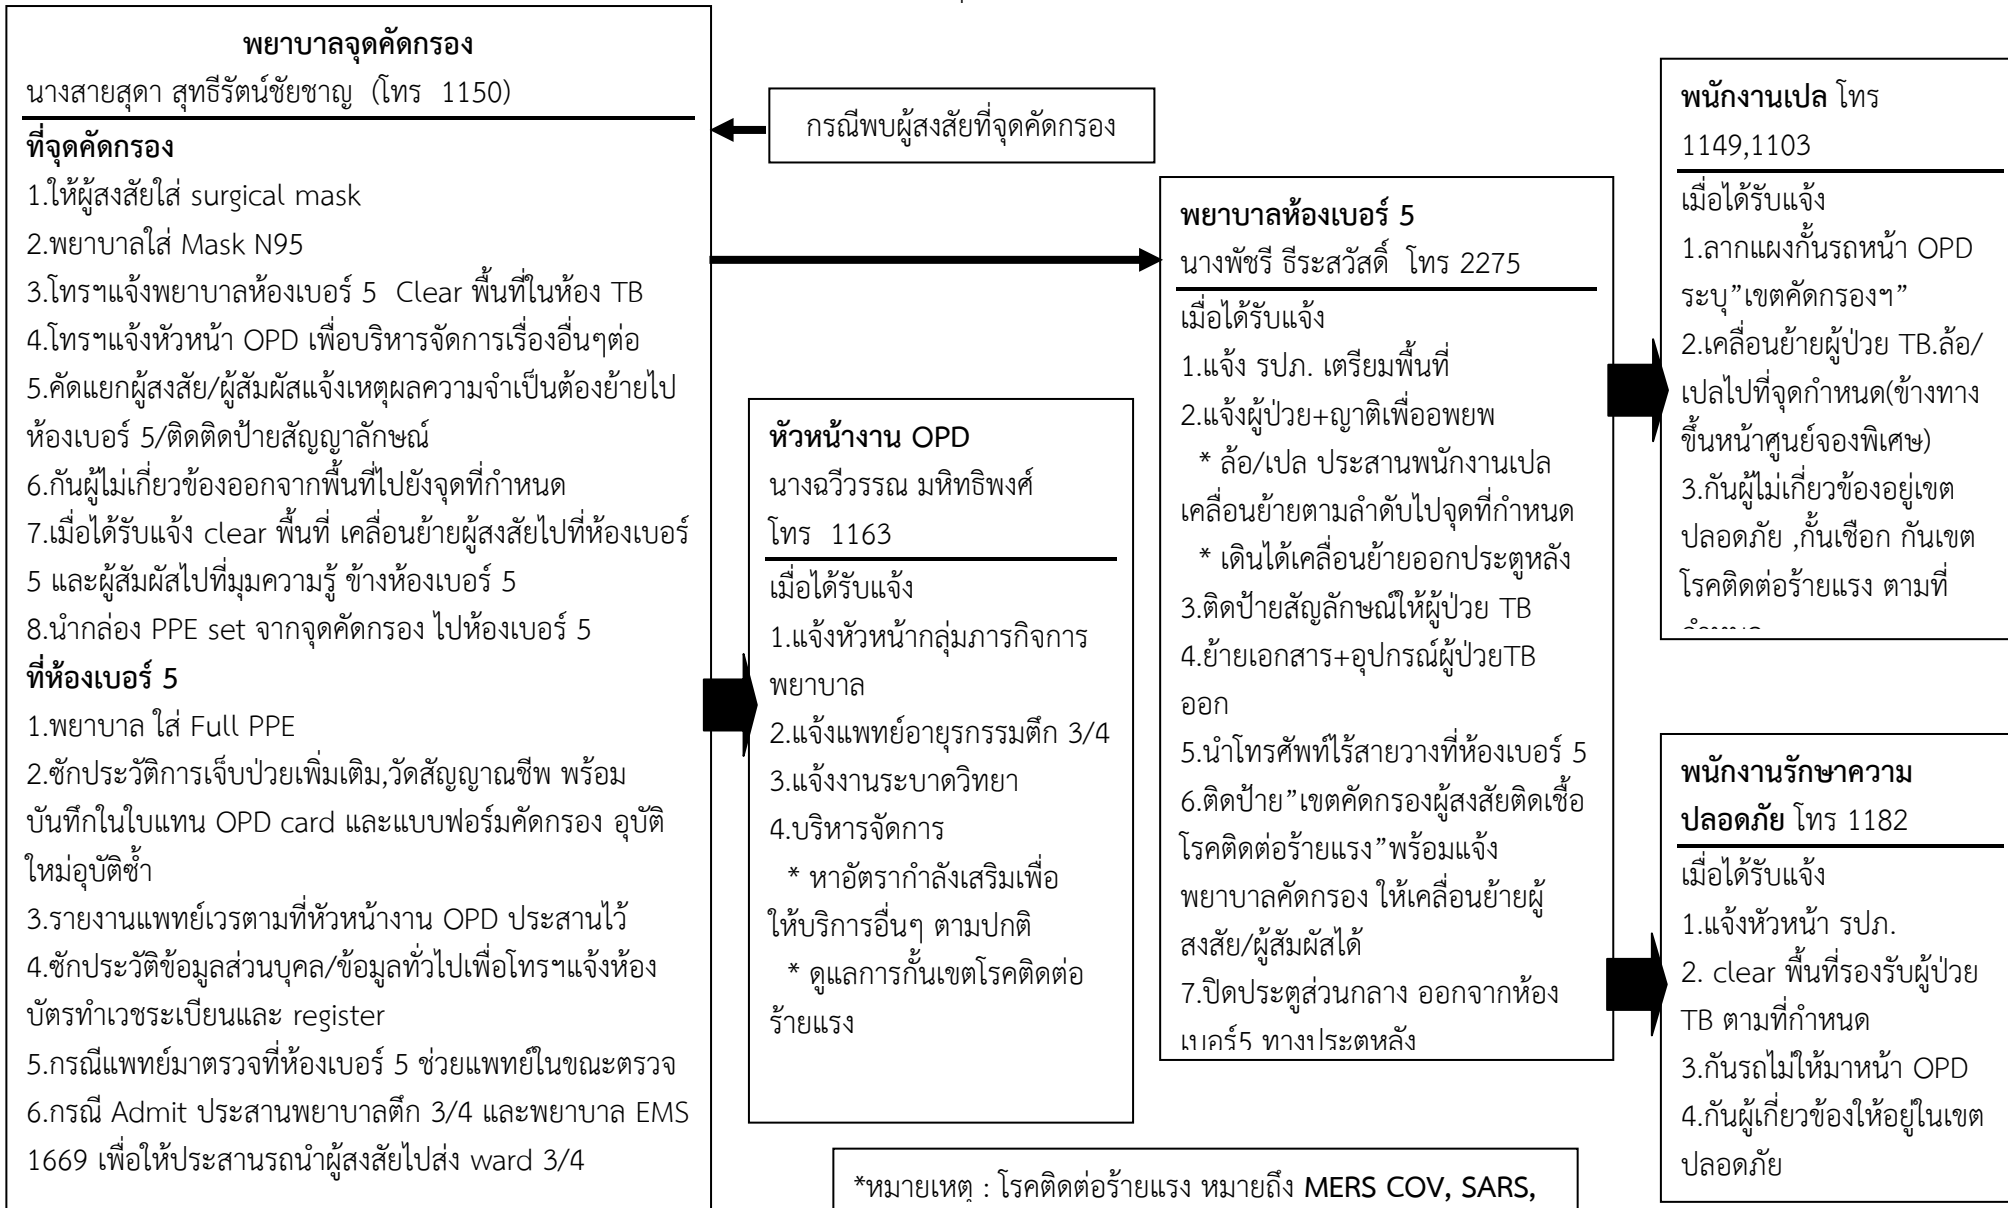 พยาบาลจุดคัดกรอง
นางสายสุดา สุทธีรัตน์ชัยชาญ (โทร 1150)
ที่จุดคัดกรอง
1.ให้ผู้สงสัยใส่ surgical mask
2.พยาบาลใส่ Mask N95
3.โทรฯแจ้งพยาบาลห้องเบอร์ 5 Clear พื้นที่ในห้อง TB
4.โทรฯแจ้งหัวหน้า OPD เพื่อบริหารจัดการเรื่องอื่นๆต่อ
5.คัดแยกผู้สงสัย/ผู้สัมผัสแจ้งเหตุผลความจำเป็นต้องย้ายไป
ห้องเบอร์ 5/ติดติดป้ายสัญญาลักษณ์
6.กันผู้ไม่เกี่ยวข้องออกจากพื้นที่ไปยังจุดที่กำหนด
7.เมื่อได้รับแจ้ง clear พื้นที่ เคลื่อนย้ายผู้สงสัยไปที่ห้องเบอร์
5 และผู้สัมผัสไปที่มุมความรู้ ข้างห้องเบอร์ 5
8.นำกล่อง PPE set จากจุดคัดกรอง ไปห้องเบอร์ 5
ที่ห้องเบอร์ 5
1.พยาบาล ใส่ Full PPE
2.ซักประวัติการเจ็บป่วยเพิ่มเติม,วัดสัญญาณชีพ พร้อม
บันทึกในใบแทน OPD card และแบบฟอร์มคัดกรอง อุบัติ
ใหม่อุบัติซ้ำ
3.รายงานแพทย์เวรตามที่หัวหน้างาน OPD ประสานไว้
4.ซักประวัติข้อมูลส่วนบุคล/ข้อมูลทั่วไปเพื่อโทรฯแจ้งห้อง
บัตรทำเวชระเบียนและ register
5.กรณีแพทย์มาตรวจที่ห้องเบอร์ 5 ช่วยแพทย์ในขณะตรวจ
6.กรณี Admit ประสานพยาบาลตึก 3/4 และพยาบาล EMS
1669 เพื่อให้ประสานรถนำผู้สงสัยไปส่ง ward 3/4
กรณีพบผู้สงสัยที่จุดคัดกรอง
หัวหน้างาน OPD
นางฉวีวรรณ มหิทธิพงศ์
โทร 1163
เมื่อได้รับแจ้ง
1.แจ้งหัวหน้ากลุ่มภารกิจการ
พยาบาล
2.แจ้งแพทย์อายุรกรรมตึก 3/4
3.แจ้งงานระบาดวิทยา
4.บริหารจัดการ
* หาอัตรากำลังเสริมเพื่อ
ให้บริการอื่นๆ ตามปกติ
* ดูแลการกั้นเขตโรคติดต่อ
ร้ายแรง
พยาบาลห้องเบอร์ 5
นางพัชรี ธีระสวัสดิ์ โทร 2275
เมื่อได้รับแจ้ง
1.แจ้ง รปภ. เตรียมพื้นที่
2.แจ้งผู้ป่วย+ญาติเพื่ออพยพ
* ล้อ/เปล ประสานพนักงานเปล
เคลื่อนย้ายตามลำดับไปจุดที่กำหนด
* เดินได้เคลื่อนย้ายออกประตูหลัง
3.ติดป้ายสัญลักษณ์ให้ผู้ป่วย TB
4.ย้ายเอกสาร+อุปกรณ์ผู้ป่วยTB
ออก
5.นำโทรศัพท์ไร้สายวางที่ห้องเบอร์ 5
6.ติดป้าย”เขตคัดกรองผู้สงสัยติดเชื้อ
โรคติดต่อร้ายแรง”พร้อมแจ้ง
พยาบาลคัดกรอง ให้เคลื่อนย้ายผู้
สงสัย/ผู้สัมผัสได้
7.ปิดประตูส่วนกลาง ออกจากห้อง
เบอร์5 ทางประตูหลัง
พนักงานเปล โทร
1149,1103
เมื่อได้รับแจ้ง
1.ลากแผงกั้นรถหน้า OPD
ระบุ”เขตคัดกรองฯ”
2.เคลื่อนย้ายผู้ป่วย TB.ล้อ/
เปลไปที่จุดกำหนด(ข้างทาง
ขึ้นหน้าศูนย์จองพิเศษ)
3.กันผู้ไม่เกี่ยวข้องอยู่เขต
ปลอดภัย ,กั้นเชือก กันเขต
โรคติดต่อร้ายแรง ตามที่
พนักงานรักษาความ
ปลอดภัย โทร 1182
เมื่อได้รับแจ้ง
1.แจ้งหัวหน้า รปภ.
2. clear พื้นที่รองรับผู้ป่วย
TB ตามที่กำหนด
3.กันรถไม่ให้มาหน้า OPD
4.กันผู้เกี่ยวข้องให้อยู่ในเขต
ปลอดภัย
*หมายเหตุ : โรคติดต่อร้ายแรง หมายถึง MERS COV, SARS,